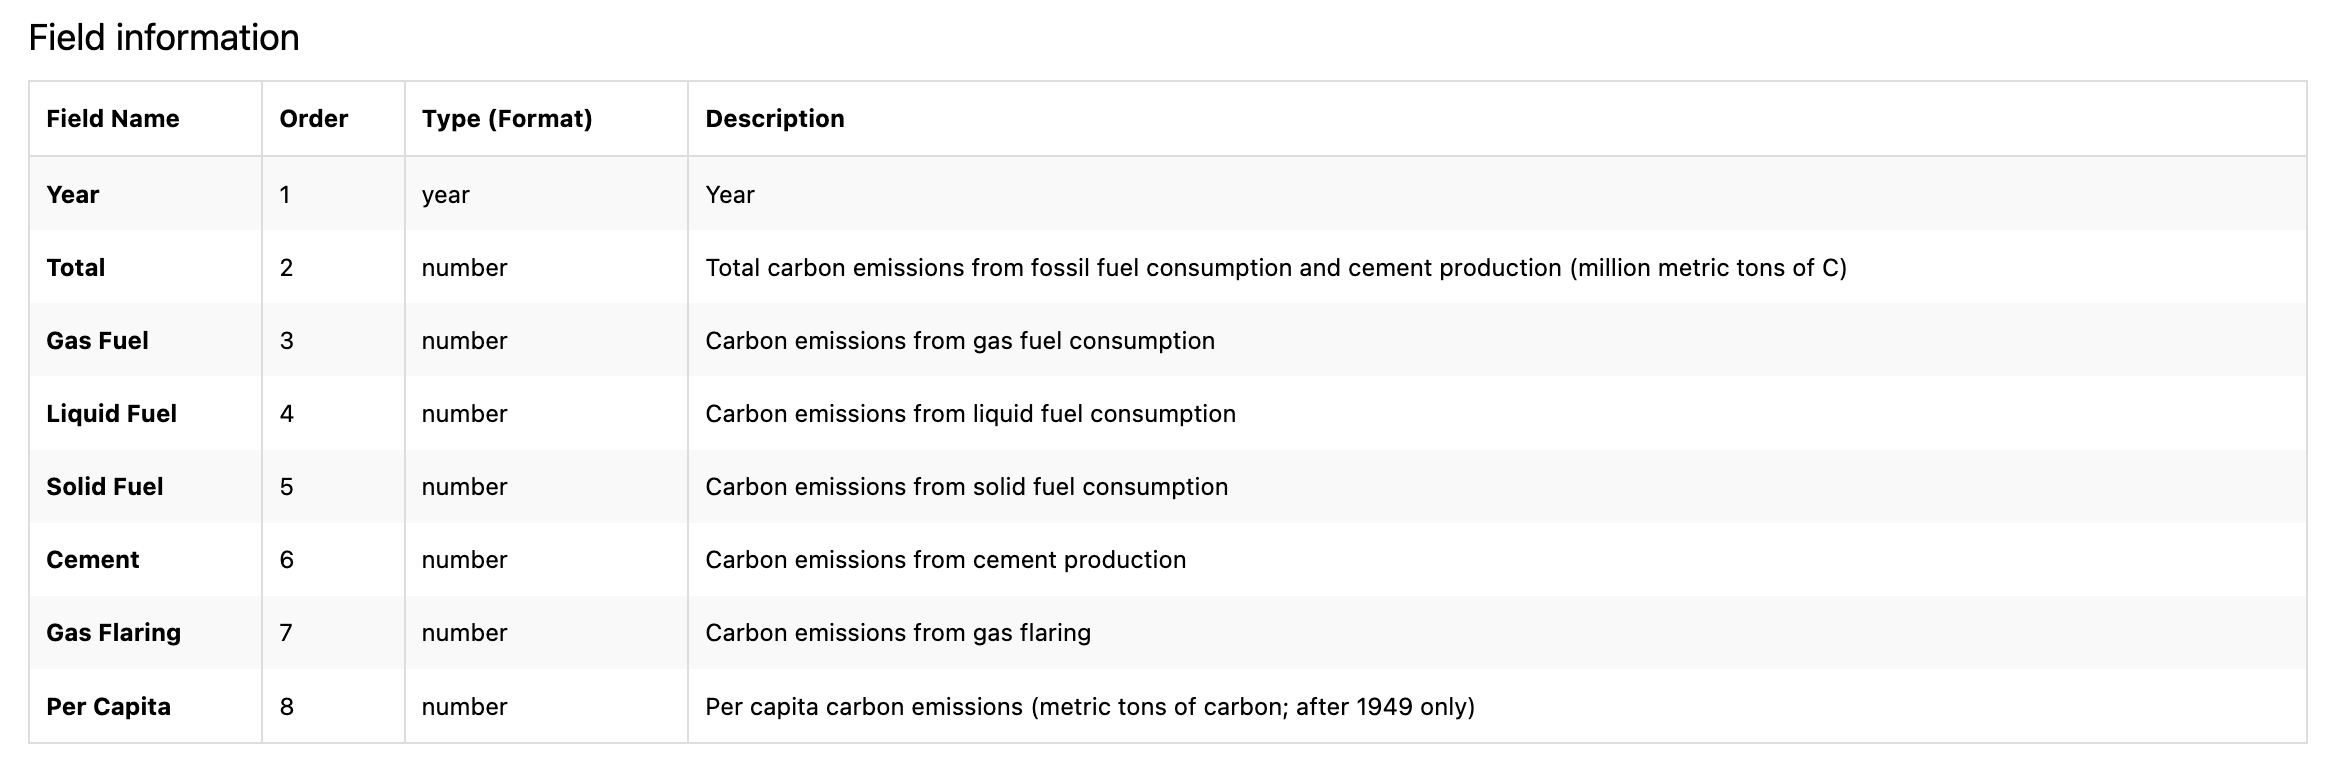 Field information
Field Name Order Type (Format) Description
Year 1 year Year
Total 2 number Total carbon emissions from fossil fuel consumption and cement production (million metric tons of C)
Gas Fuel 3 number Carbon emissions from gas fuel consumption
Liquid Fuel 4 number Carbon emissions from liquid fuel consumption
Solid Fuel 5 number Carbon emissions from solid fuel consumption
Cement 6 number Carbon emissions from cement production
Gas Flaring 7 number Carbon emissions from gas flaring
Per Capita 8 number Per capita carbon emissions (metric tons of carbon; after 1949 only)